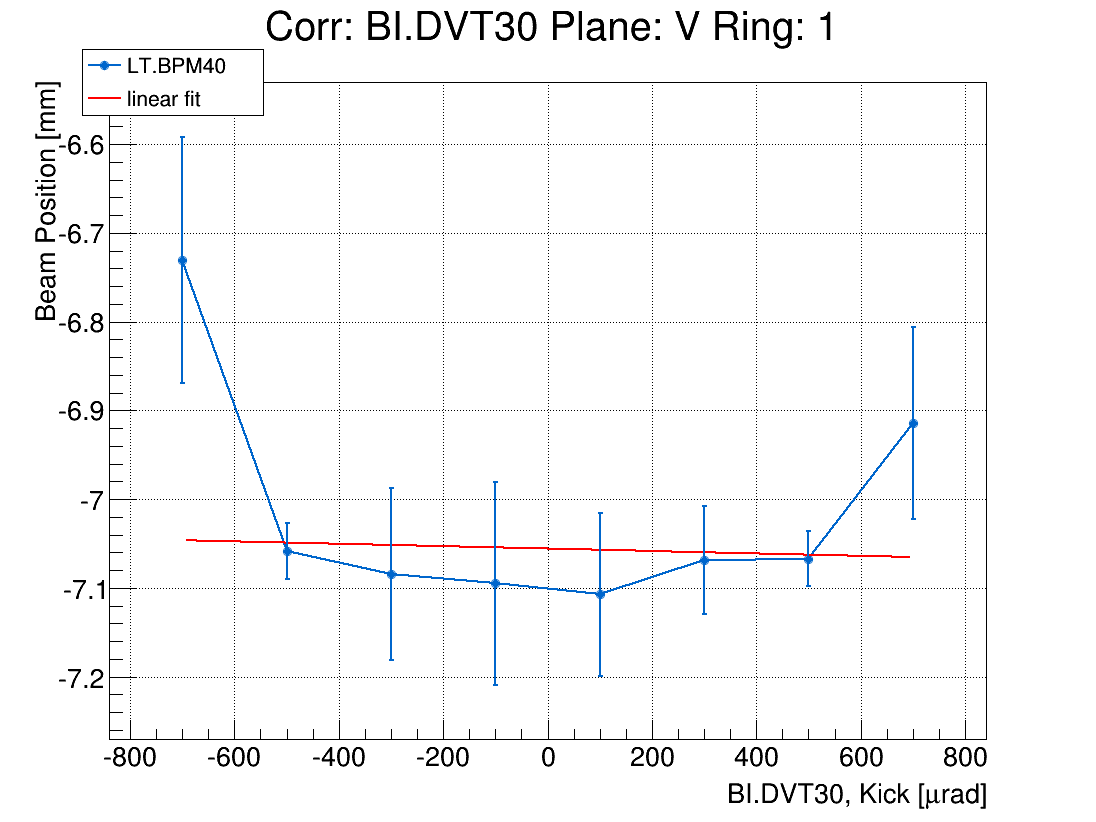 Corr: BI.DVT30 Plane: V Ring: 1
LT.BPM40
linear fit
Beam Position [mm]
-6.6
-6.7
-6.8
-6.9
-7
-7.1
-7.2
-800 -600 -400 -200 0 200 400 600 800
BI.DVT30, Kick [μrad]